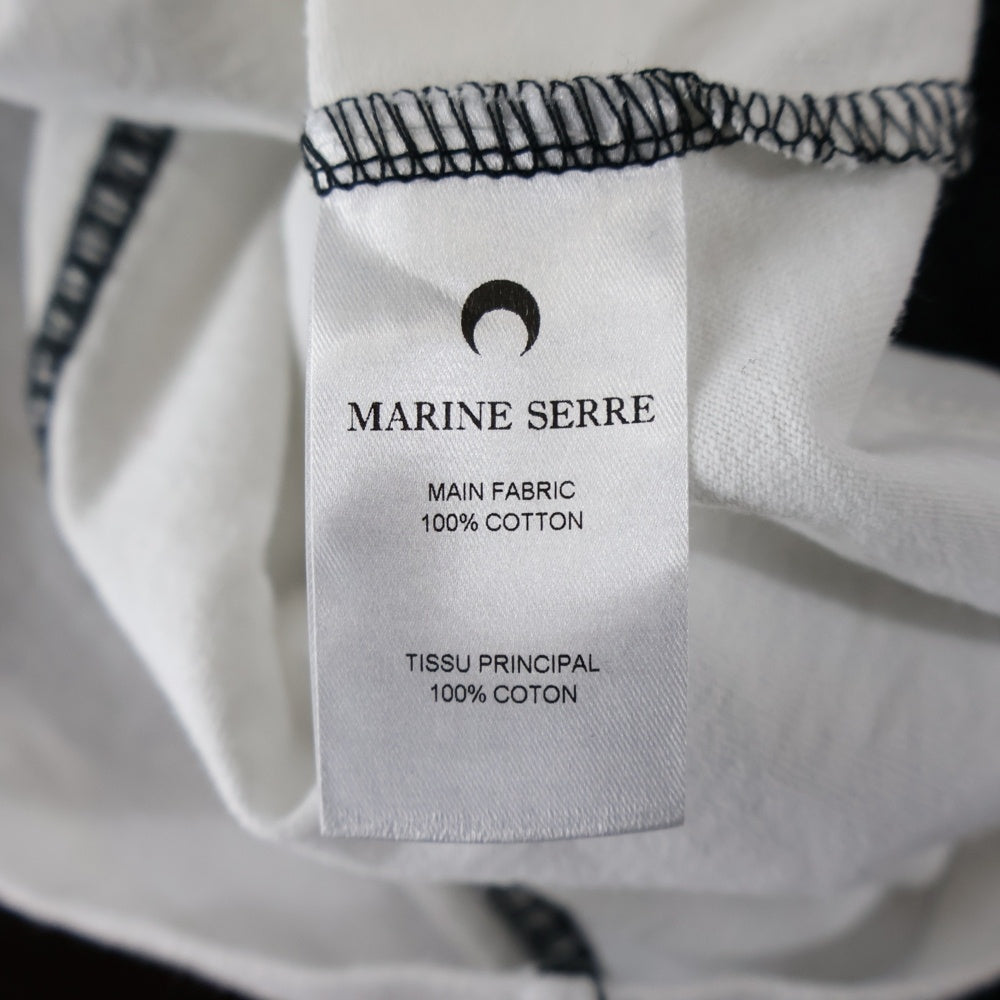 MARINE SERRE
MAIN FABRIC
100% COTTON
TISSU PRINCIPAL
100% COTON